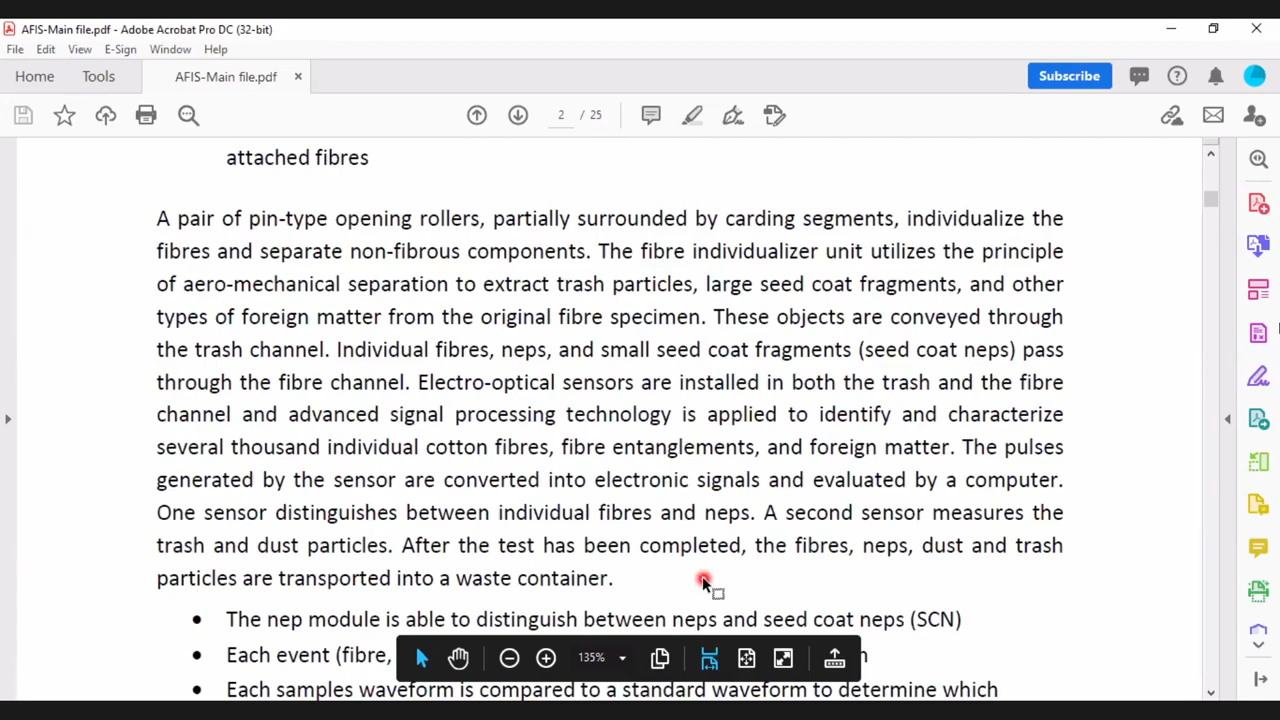 AFIS-Main file.pdf - Adobe Acrobat Pro DC (32-bit)
File Edit View E-Sign Window Help
Home Tools AFIS-Main file.pdf × Subscribe
2 / 25
attached fibres
A pair of pin-type opening rollers, partially surrounded by carding segments, individualize the
fibres and separate non-fibrous components. The fibre individualizer unit utilizes the principle
of aero-mechanical separation to extract trash particles, large seed coat fragments, and other
types of foreign matter from the original fibre specimen. These objects are conveyed through
the trash channel. Individual fibres, neps, and small seed coat fragments (seed coat neps) pass
through the fibre channel. Electro-optical sensors are installed in both the trash and the fibre
channel and advanced signal processing technology is applied to identify and characterize
several thousand individual cotton fibres, fibre entanglements, and foreign matter. The pulses
generated by the sensor are converted into electronic signals and evaluated by a computer.
One sensor distinguishes between individual fibres and neps. A second sensor measures the
trash and dust particles. After the test has been completed, the fibres, neps, dust and trash
particles are transported into a waste container.
• The nep module is able to distinguish between neps and seed coat neps (SCN)
• Each event (fibre,
135%
• Each samples waveform is compared to a standard waveform to determine which